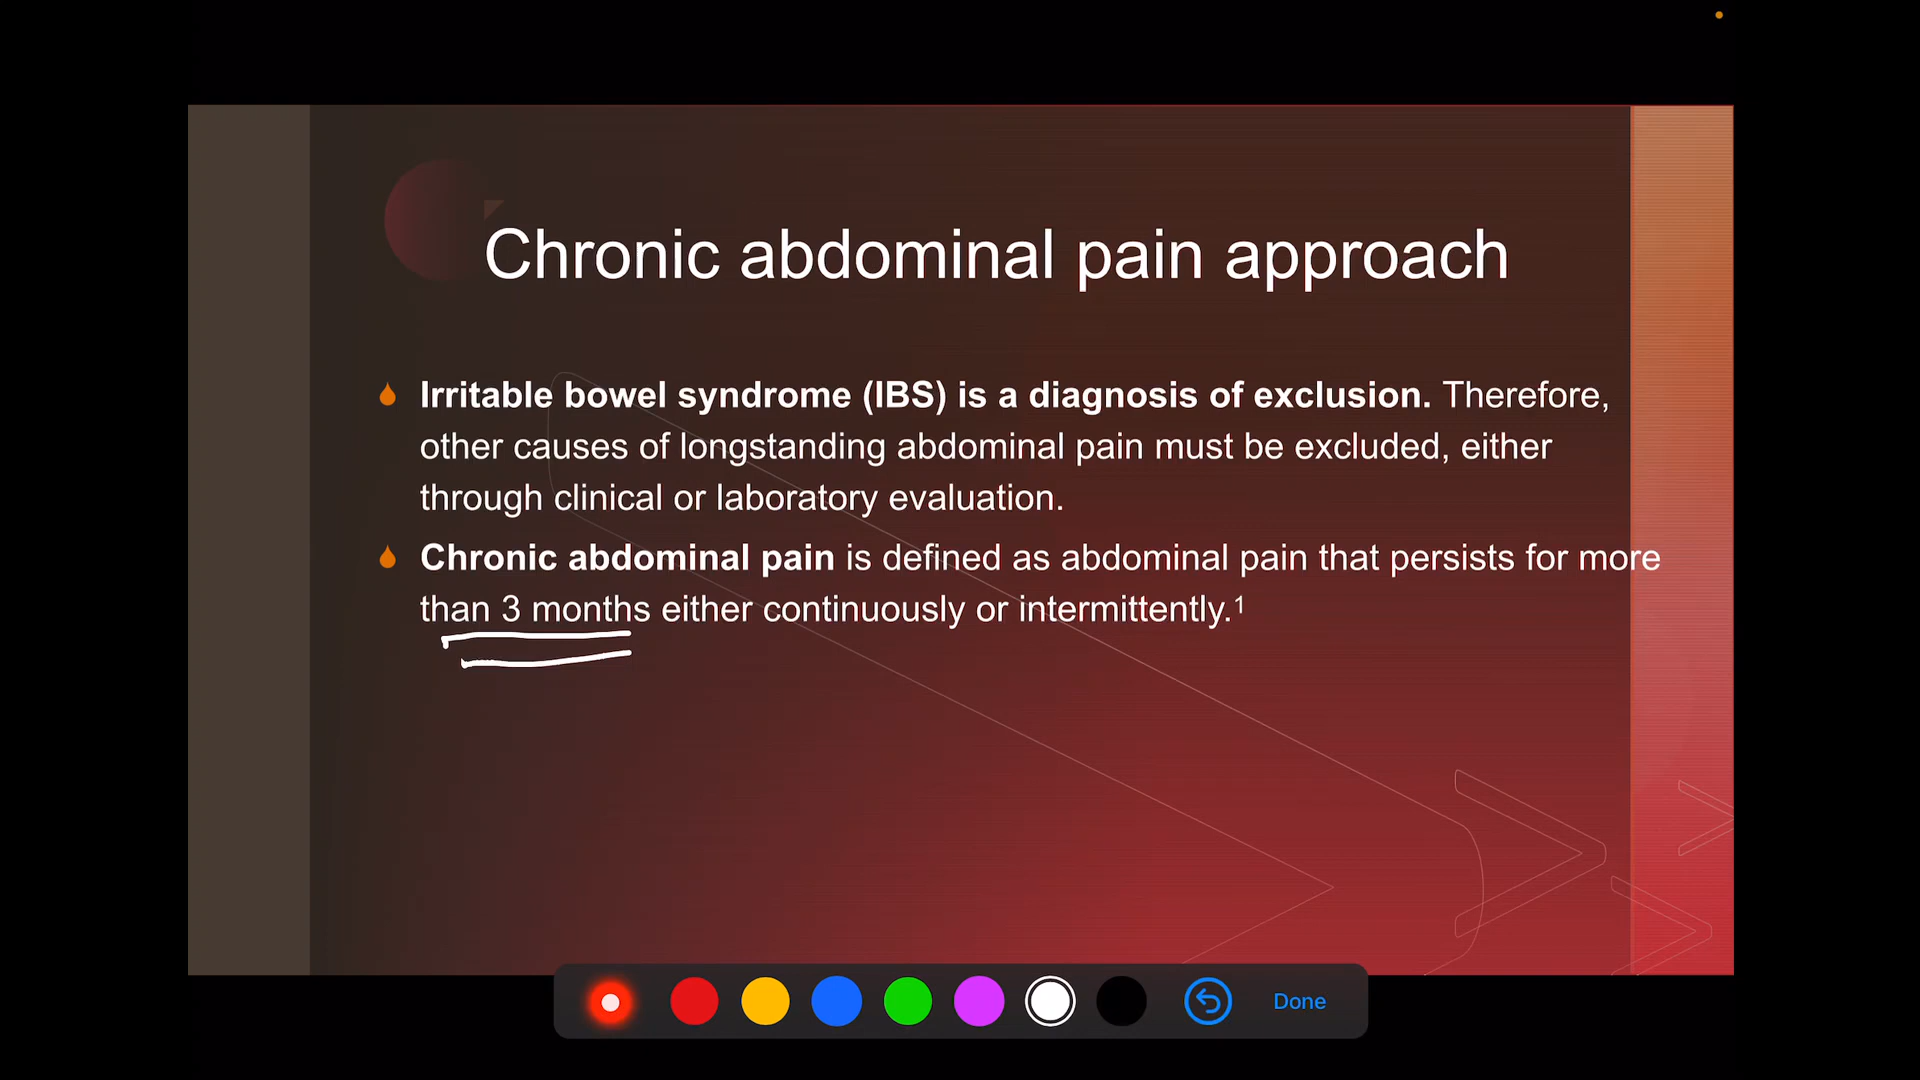 Chronic abdominal pain approach
Irritable bowel syndrome (IBS) is a diagnosis of exclusion. Therefore,
other causes of longstanding abdominal pain must be excluded, either
through clinical or laboratory evaluation.
Chronic abdominal pain is defined as abdominal pain that persists for more
than 3 months either continuously or intermittently.¹
Done